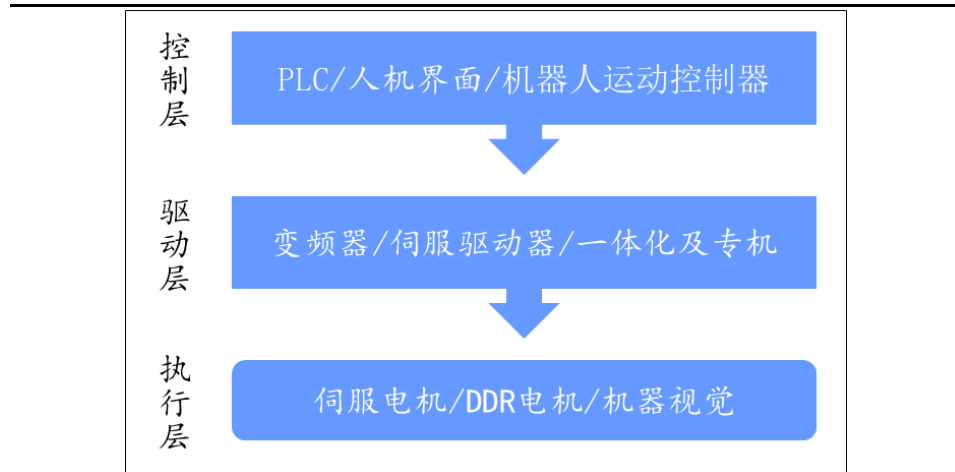 控制层
PLC/人机界面/机器人运动控制器
驱动层
变频器/伺服驱动器/一体化及专机
执行层
伺服电机/DDR电机/机器视觉